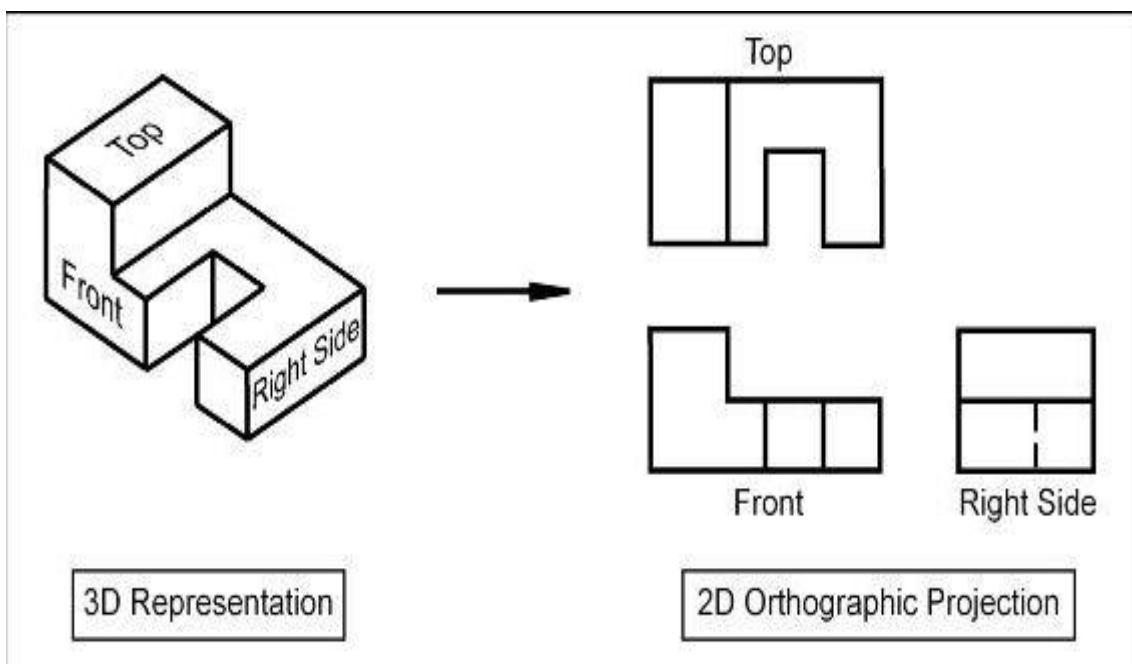 Top
Front
Right Side
Top
Front
Right Side
3D Representation
2D Orthographic Projection